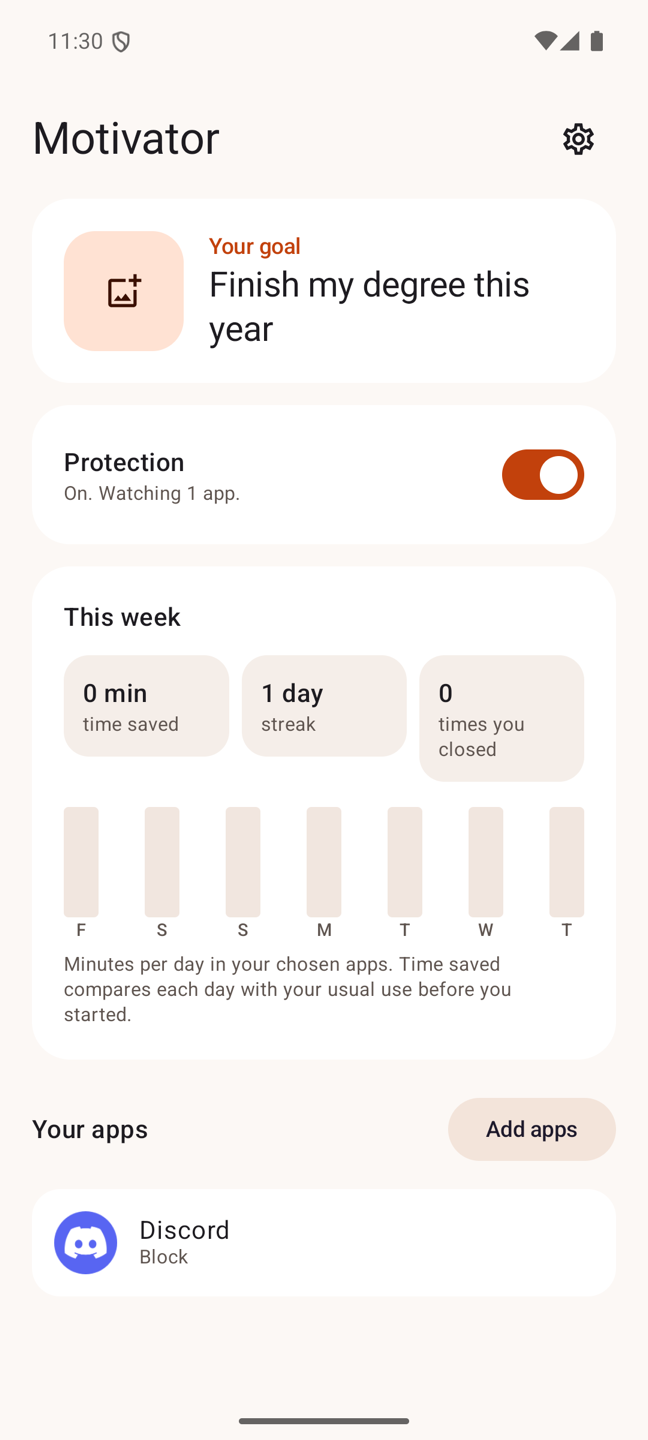 11:30
Motivator
Your goal
Finish my degree this
year
Protection
On. Watching 1 app.
This week
0 min
time saved
1 day
streak
0
times you
closed
F S S M T W T
Minutes per day in your chosen apps. Time saved
compares each day with your usual use before you
started.
Your apps
Add apps
Discord
Block